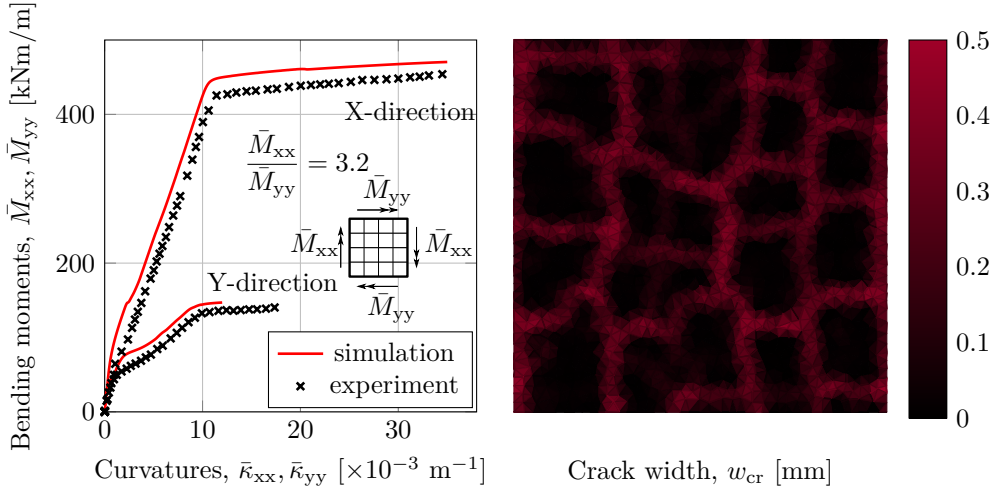 Bending moments, M̄xx, M̄yy [kNm/m]
400
200
0
0 10 20 30
Curvatures, κ̄xx, κ̄yy [×10⁻³ m⁻¹]
X-direction
M̄xx
M̄yy
= 3.2
M̄yy
M̄xx
M̄xx
M̄yy
Y-direction
simulation
experiment
0.5
0.4
0.3
0.2
0.1
0
Crack width, wcr [mm]